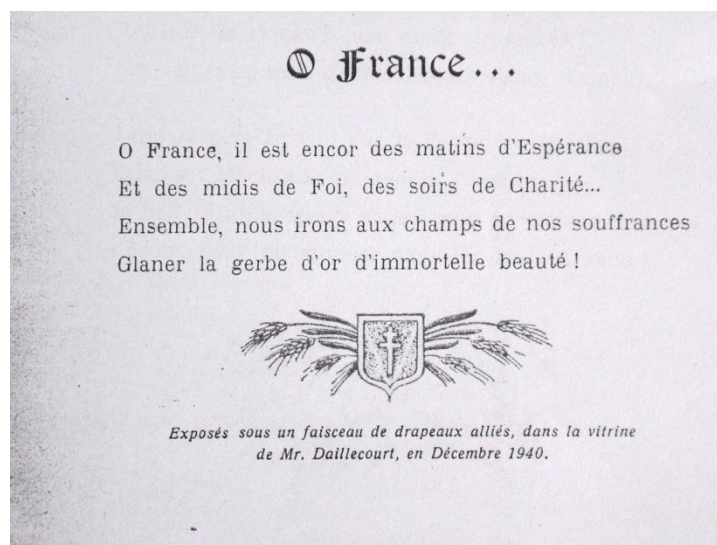 O France...
O France, il est encor des matins d'Espérance
Et des midis de Foi, des soirs de Charité...
Ensemble, nous irons aux champs de nos souffrances
Glaner la gerbe d'or d'immortelle beauté !
Exposés sous un faisceau de drapeaux alliés, dans la vitrine
de Mr. Daillecourt, en Décembre 1940.